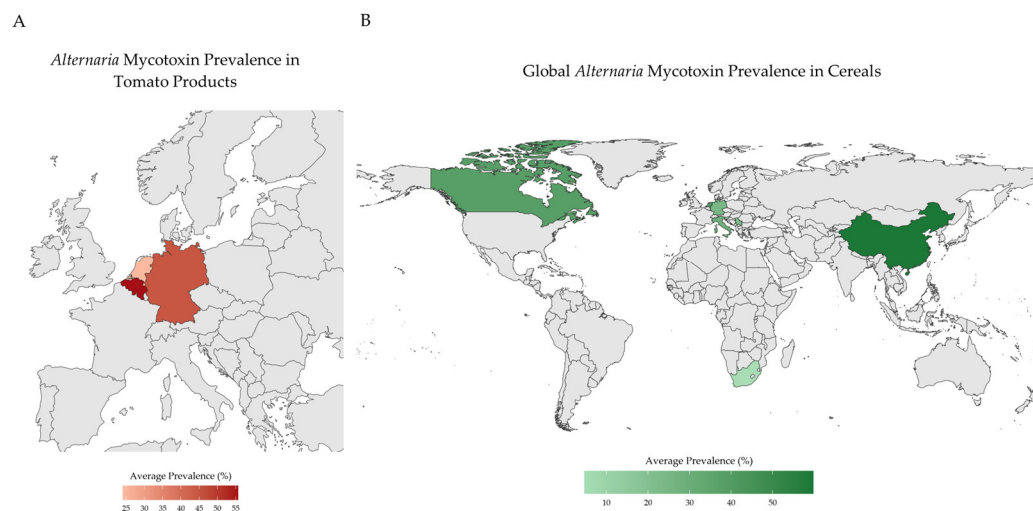 A
B
Alternaria Mycotoxin Prevalence in
Tomato Products
Global Alternaria Mycotoxin Prevalence in Cereals
Average Prevalence (%)
25 30 35 40 45 50 55
Average Prevalence (%)
10 20 30 40 50